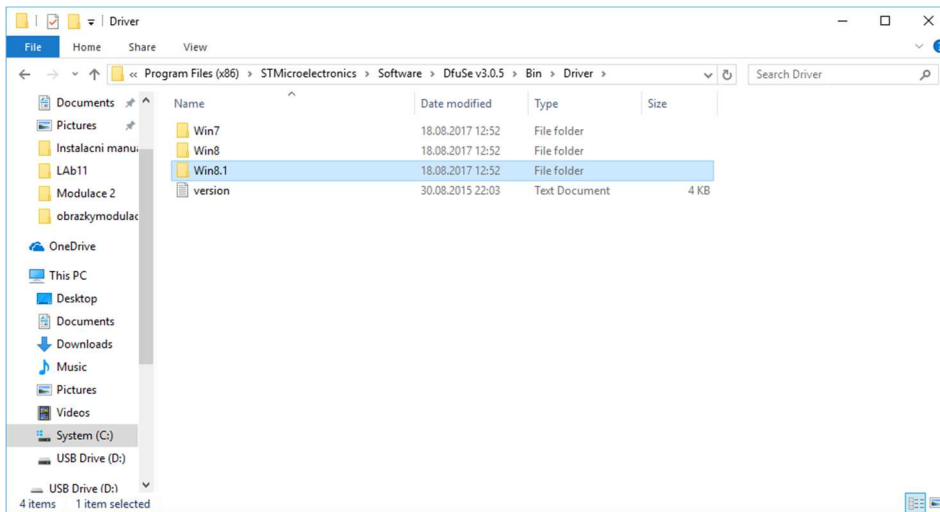 Driver
File Home Share View
« Program Files (x86) > STMicroelectronics > Software > DfuSe v3.0.5 > Bin > Driver >
Search Driver
Documents
Pictures
Instalacni manu
LAb11
Modulace 2
obrazkymodulac
OneDrive
This PC
Desktop
Documents
Downloads
Music
Pictures
Videos
System (C:)
USB Drive (D:)
USB Drive (D:)
Name Date modified Type Size
Win7 18.08.2017 12:52 File folder
Win8 18.08.2017 12:52 File folder
Win8.1 18.08.2017 12:52 File folder
version 30.08.2015 22:03 Text Document 4 KB
4 items 1 item selected